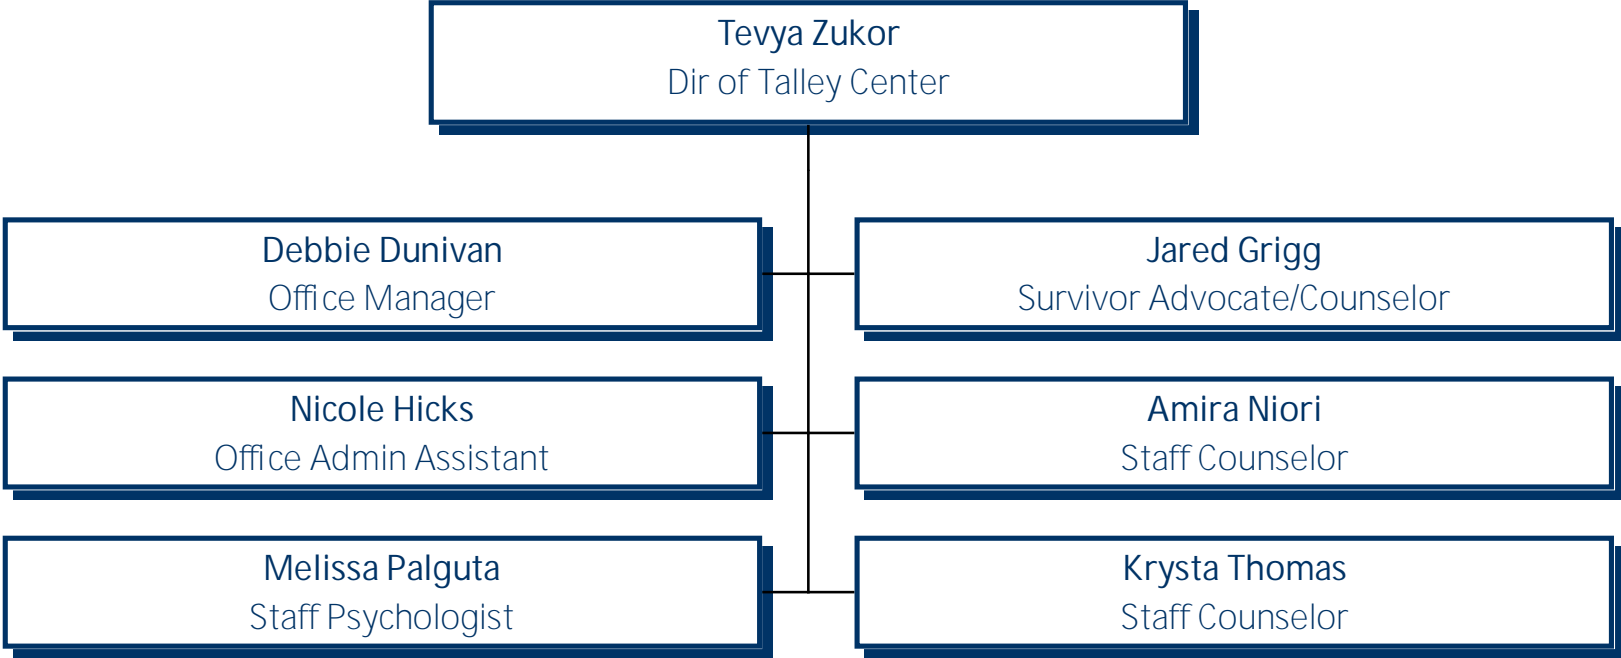 Tevya Zukor
Dir of Talley Center
Debbie Dunivan
Office Manager
Jared Grigg
Survivor Advocate/Counselor
Nicole Hicks
Office Admin Assistant
Amira Niori
Staff Counselor
Melissa Palguta
Staff Psychologist
Krysta Thomas
Staff Counselor